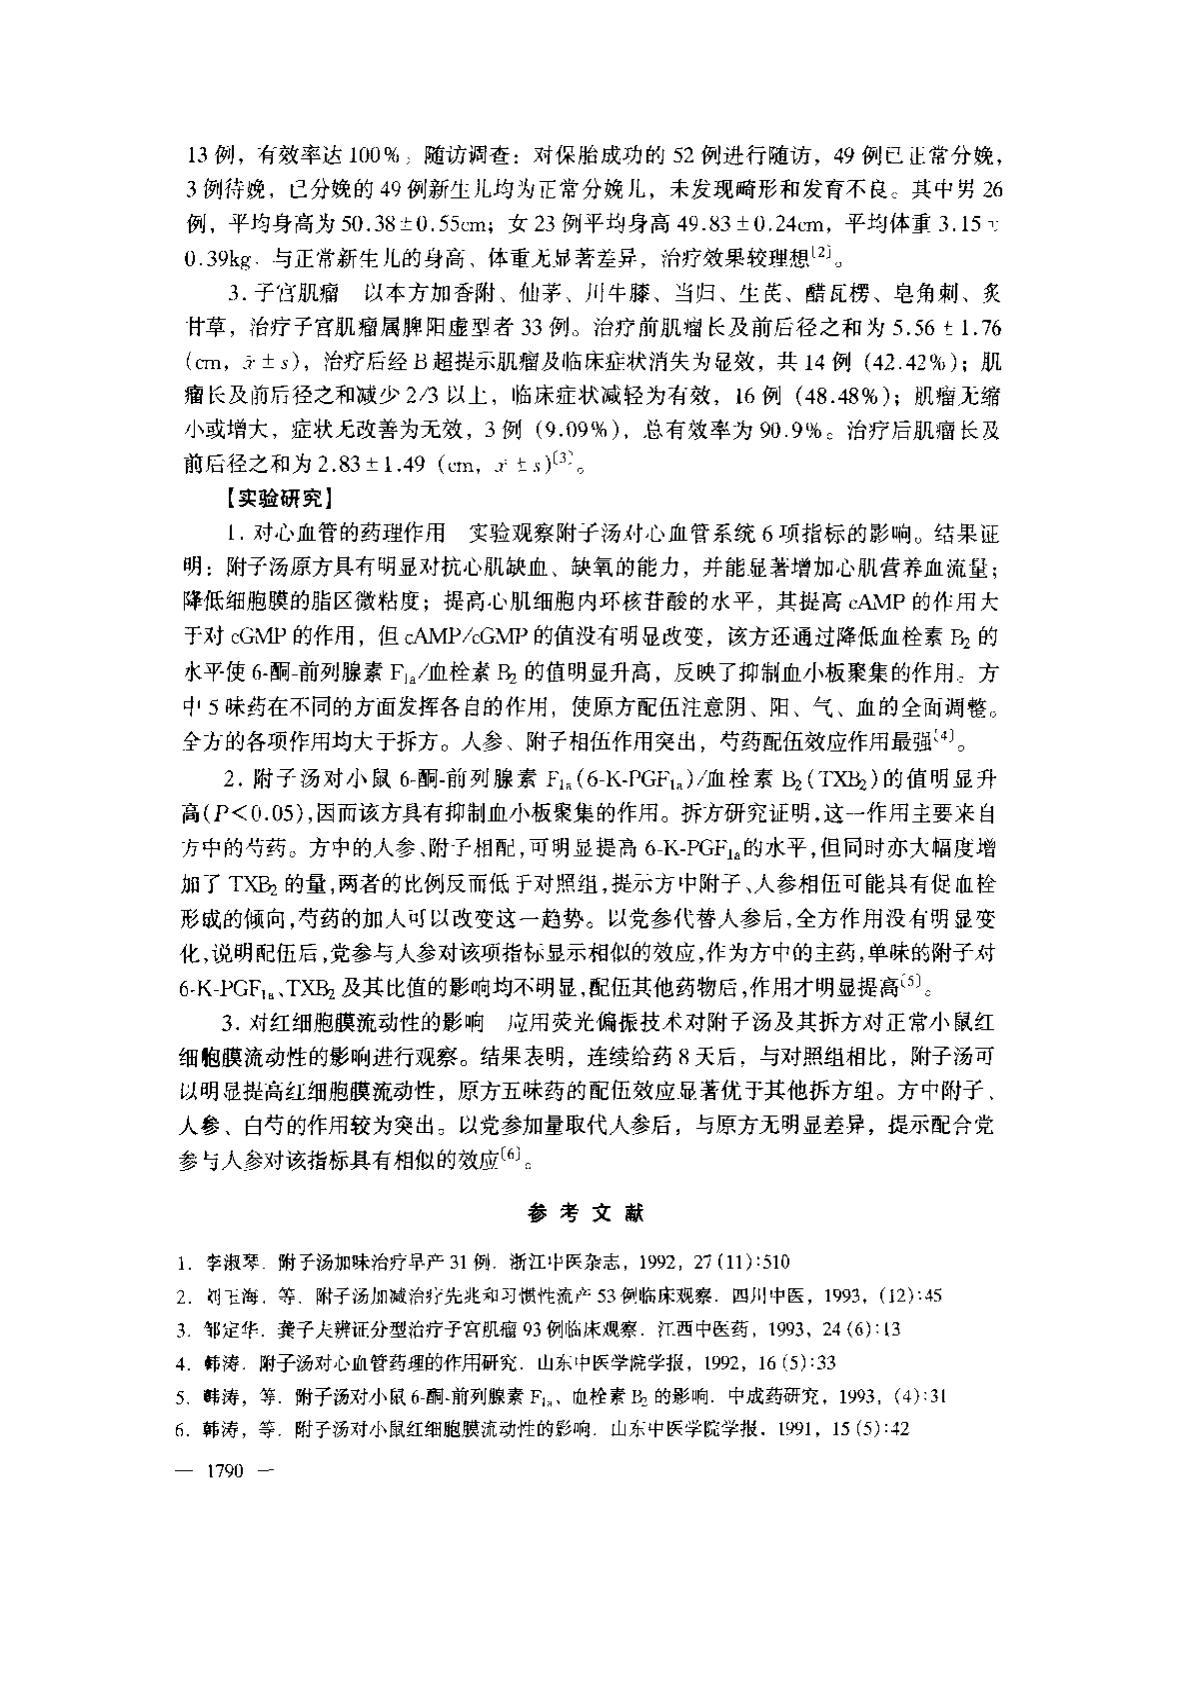 13 例，有效率达 100%；随访调查：对保胎成功的 52 例进行随访，49 例已正常分娩，
3 例待娩，已分娩的 49 例新生儿均为正常分娩儿，未发现畸形和发育不良。其中男 26
例，平均身高为 50.38±0.55cm；女 23 例平均身高 49.83±0.24cm，平均体重 3.15±
0.39kg．与正常新生儿的身高、体重无显著差异，治疗效果较理想〔2〕。
3. 子宫肌瘤　以本方加香附、仙茅、川牛膝、当归、生芪、醋瓦楞、皂角刺、炙
甘草，治疗子宫肌瘤属脾阳虚型者 33 例。治疗前肌瘤长及前后径之和为 5.56±1.76
(cm，x̄±s)，治疗后经 B 超提示肌瘤及临床症状消失为显效，共 14 例 (42.42%)；肌
瘤长及前后径之和减少 2/3 以上，临床症状减轻为有效，16 例 (48.48%)；肌瘤无缩
小或增大，症状无改善为无效，3 例 (9.09%)，总有效率为 90.9%。治疗后肌瘤长及
前后径之和为 2.83±1.49 (cm，x̄±s)〔3〕。
【实验研究】
1. 对心血管的药理作用　实验观察附子汤对心血管系统 6 项指标的影响。结果证
明：附子汤原方具有明显对抗心肌缺血、缺氧的能力，并能显著增加心肌营养血流量；
降低细胞膜的脂区微粘度；提高心肌细胞内环核苷酸的水平，其提高 cAMP 的作用大
于对 cGMP 的作用，但 cAMP/cGMP 的值没有明显改变，该方还通过降低血栓素 B₂ 的
水平使 6-酮-前列腺素 F₁ₐ/血栓素 B₂ 的值明显升高，反映了抑制血小板聚集的作用。方
中 5 味药在不同的方面发挥各自的作用，使原方配伍注意阴、阳、气、血的全面调整。
全方的各项作用均大于拆方。人参、附子相伍作用突出，芍药配伍效应作用最强〔4〕。
2. 附子汤对小鼠 6-酮-前列腺素 F₁ₐ(6-K-PGF₁ₐ)/血栓素 B₂(TXB₂)的值明显升
高(P<0.05),因而该方具有抑制血小板聚集的作用。拆方研究证明,这一作用主要来自
方中的芍药。方中的人参、附子相配,可明显提高 6-K-PGF₁ₐ的水平,但同时亦大幅度增
加了 TXB₂ 的量,两者的比例反而低于对照组,提示方中附子、人参相伍可能具有促血栓
形成的倾向,芍药的加人可以改变这一趋势。以党参代替人参后,全方作用没有明显变
化,说明配伍后,党参与人参对该项指标显示相似的效应,作为方中的主药,单味的附子对
6-K-PGF₁ₐ、TXB₂ 及其比值的影响均不明显,配伍其他药物后,作用才明显提高〔5〕。
3. 对红细胞膜流动性的影响　应用荧光偏振技术对附子汤及其拆方对正常小鼠红
细胞膜流动性的影响进行观察。结果表明，连续给药 8 天后，与对照组相比，附子汤可
以明显提高红细胞膜流动性，原方五味药的配伍效应显著优于其他拆方组。方中附子、
人参、白芍的作用较为突出。以党参加量取代人参后，与原方无明显差异，提示配合党
参与人参对该指标具有相似的效应〔6〕。
参 考 文 献
1. 李淑琴．附子汤加味治疗早产 31 例．浙江中医杂志，1992，27 (11):510
2. 刘玉海，等．附子汤加减治疗先兆和习惯性流产 53 例临床观察．四川中医，1993，(12):45
3. 邹定华．龚子夫辨证分型治疗子宫肌瘤 93 例临床观察．江西中医药，1993，24 (6):13
4. 韩涛．附子汤对心血管药理的作用研究．山东中医学院学报，1992，16 (5):33
5. 韩涛，等．附子汤对小鼠 6-酮-前列腺素 F₁ₐ、血栓素 B₂ 的影响．中成药研究，1993，(4):31
6. 韩涛，等．附子汤对小鼠红细胞膜流动性的影响．山东中医学院学报．1991，15 (5):42
— 1790 —